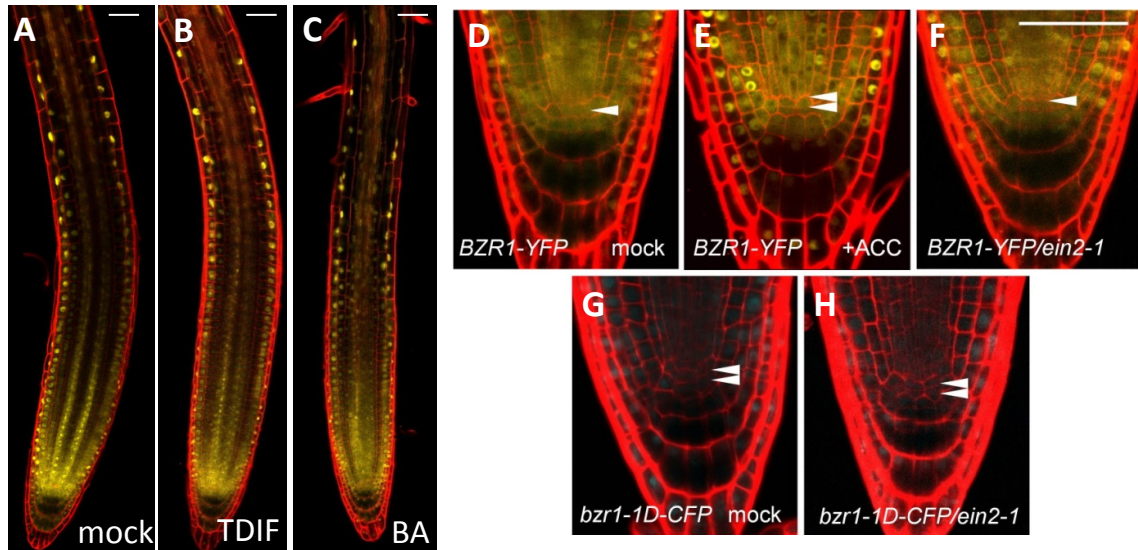 A
B
C
D
E
F
mock
TDIF
BA
BZR1-YFP mock
BZR1-YFP +ACC
BZR1-YFP/ein2-1
G
H
bzr1-1D-CFP mock
bzr1-1D-CFP/ein2-1